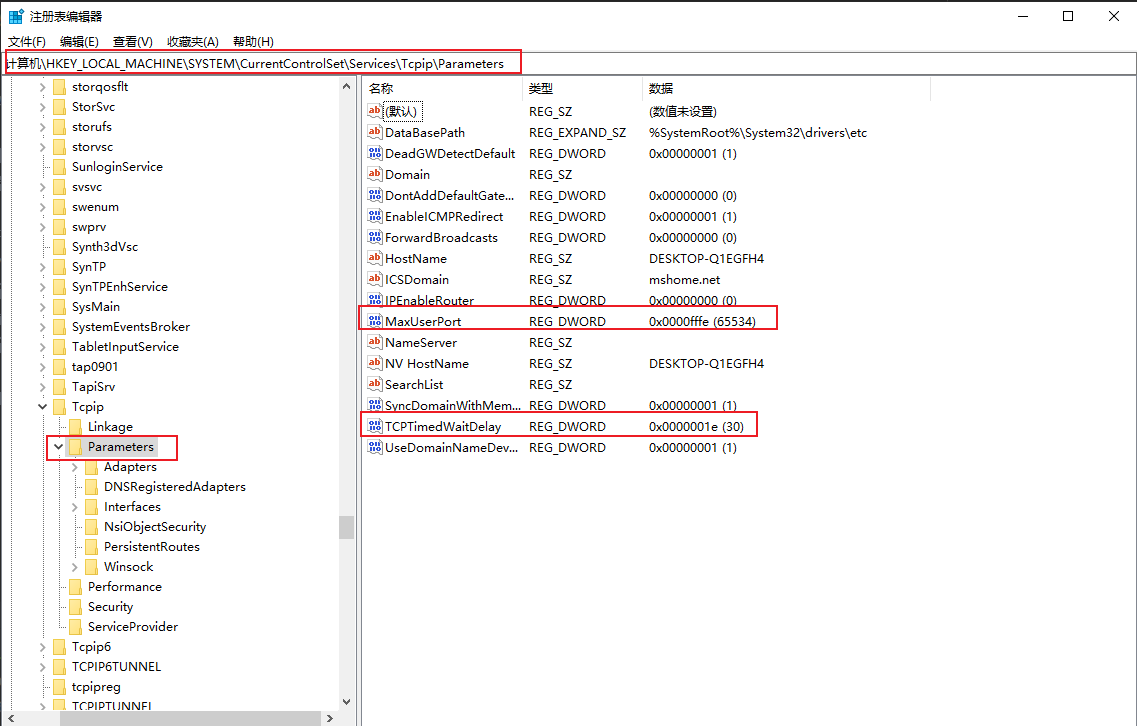 注册表编辑器
文件(F) 编辑(E) 查看(V) 收藏夹(A) 帮助(H)
计算机\HKEY_LOCAL_MACHINE\SYSTEM\CurrentControlSet\Services\Tcpip\Parameters
storqosflt
StorSvc
storufs
storvsc
SunloginService
svsvc
swenum
swprv
Synth3dVsc
SynTP
SynTPEnhService
SysMain
SystemEventsBroker
TabletInputService
tap0901
TapiSrv
Tcpip
Linkage
Parameters
Adapters
DNSRegisteredAdapters
Interfaces
NsiObjectSecurity
PersistentRoutes
Winsock
Performance
Security
ServiceProvider
Tcpip6
TCPIP6TUNNEL
tcpipreg
TCPIPTUNNEL
名称 类型 数据
(默认) REG_SZ (数值未设置)
DataBasePath REG_EXPAND_SZ %SystemRoot%\System32\drivers\etc
DeadGWDetectDefault REG_DWORD 0x00000001 (1)
Domain REG_SZ
DontAddDefaultGate... REG_DWORD 0x00000000 (0)
EnableICMPRedirect REG_DWORD 0x00000001 (1)
ForwardBroadcasts REG_DWORD 0x00000000 (0)
HostName REG_SZ DESKTOP-Q1EGFH4
ICSDomain REG_SZ mshome.net
IPEnableRouter REG_DWORD 0x00000000 (0)
MaxUserPort REG_DWORD 0x0000fffe (65534)
NameServer REG_SZ
NV HostName REG_SZ DESKTOP-Q1EGFH4
SearchList REG_SZ
SyncDomainWithMem... REG_DWORD 0x00000001 (1)
TCPTimedWaitDelay REG_DWORD 0x0000001e (30)
UseDomainNameDev... REG_DWORD 0x00000001 (1)